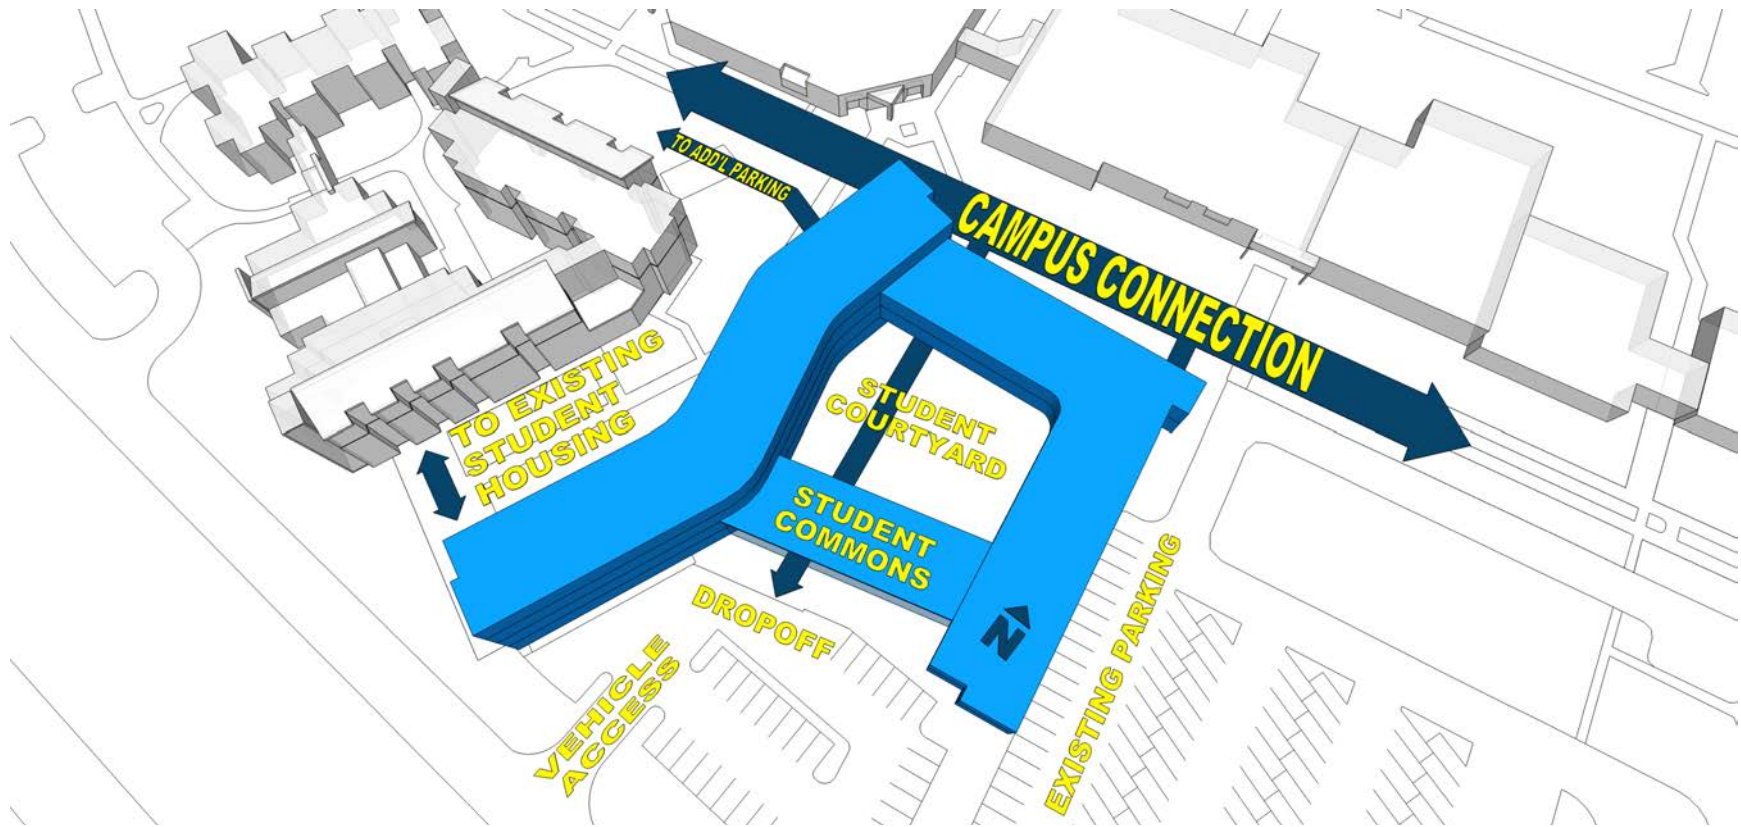 TO ADD'L PARKING
CAMPUS CONNECTION
TO EXISTING
STUDENT
HOUSING
STUDENT
COURTYARD
STUDENT
COMMONS
DROPOFF
N
VEHICLE
ACCESS
EXISTING PARKING